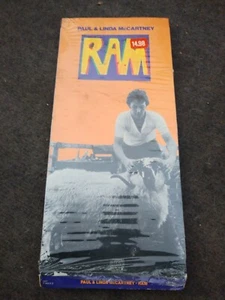 PAUL & LINDA McCARTNEY
RAM
14.98
PAUL & LINDA McCARTNEY • RAM